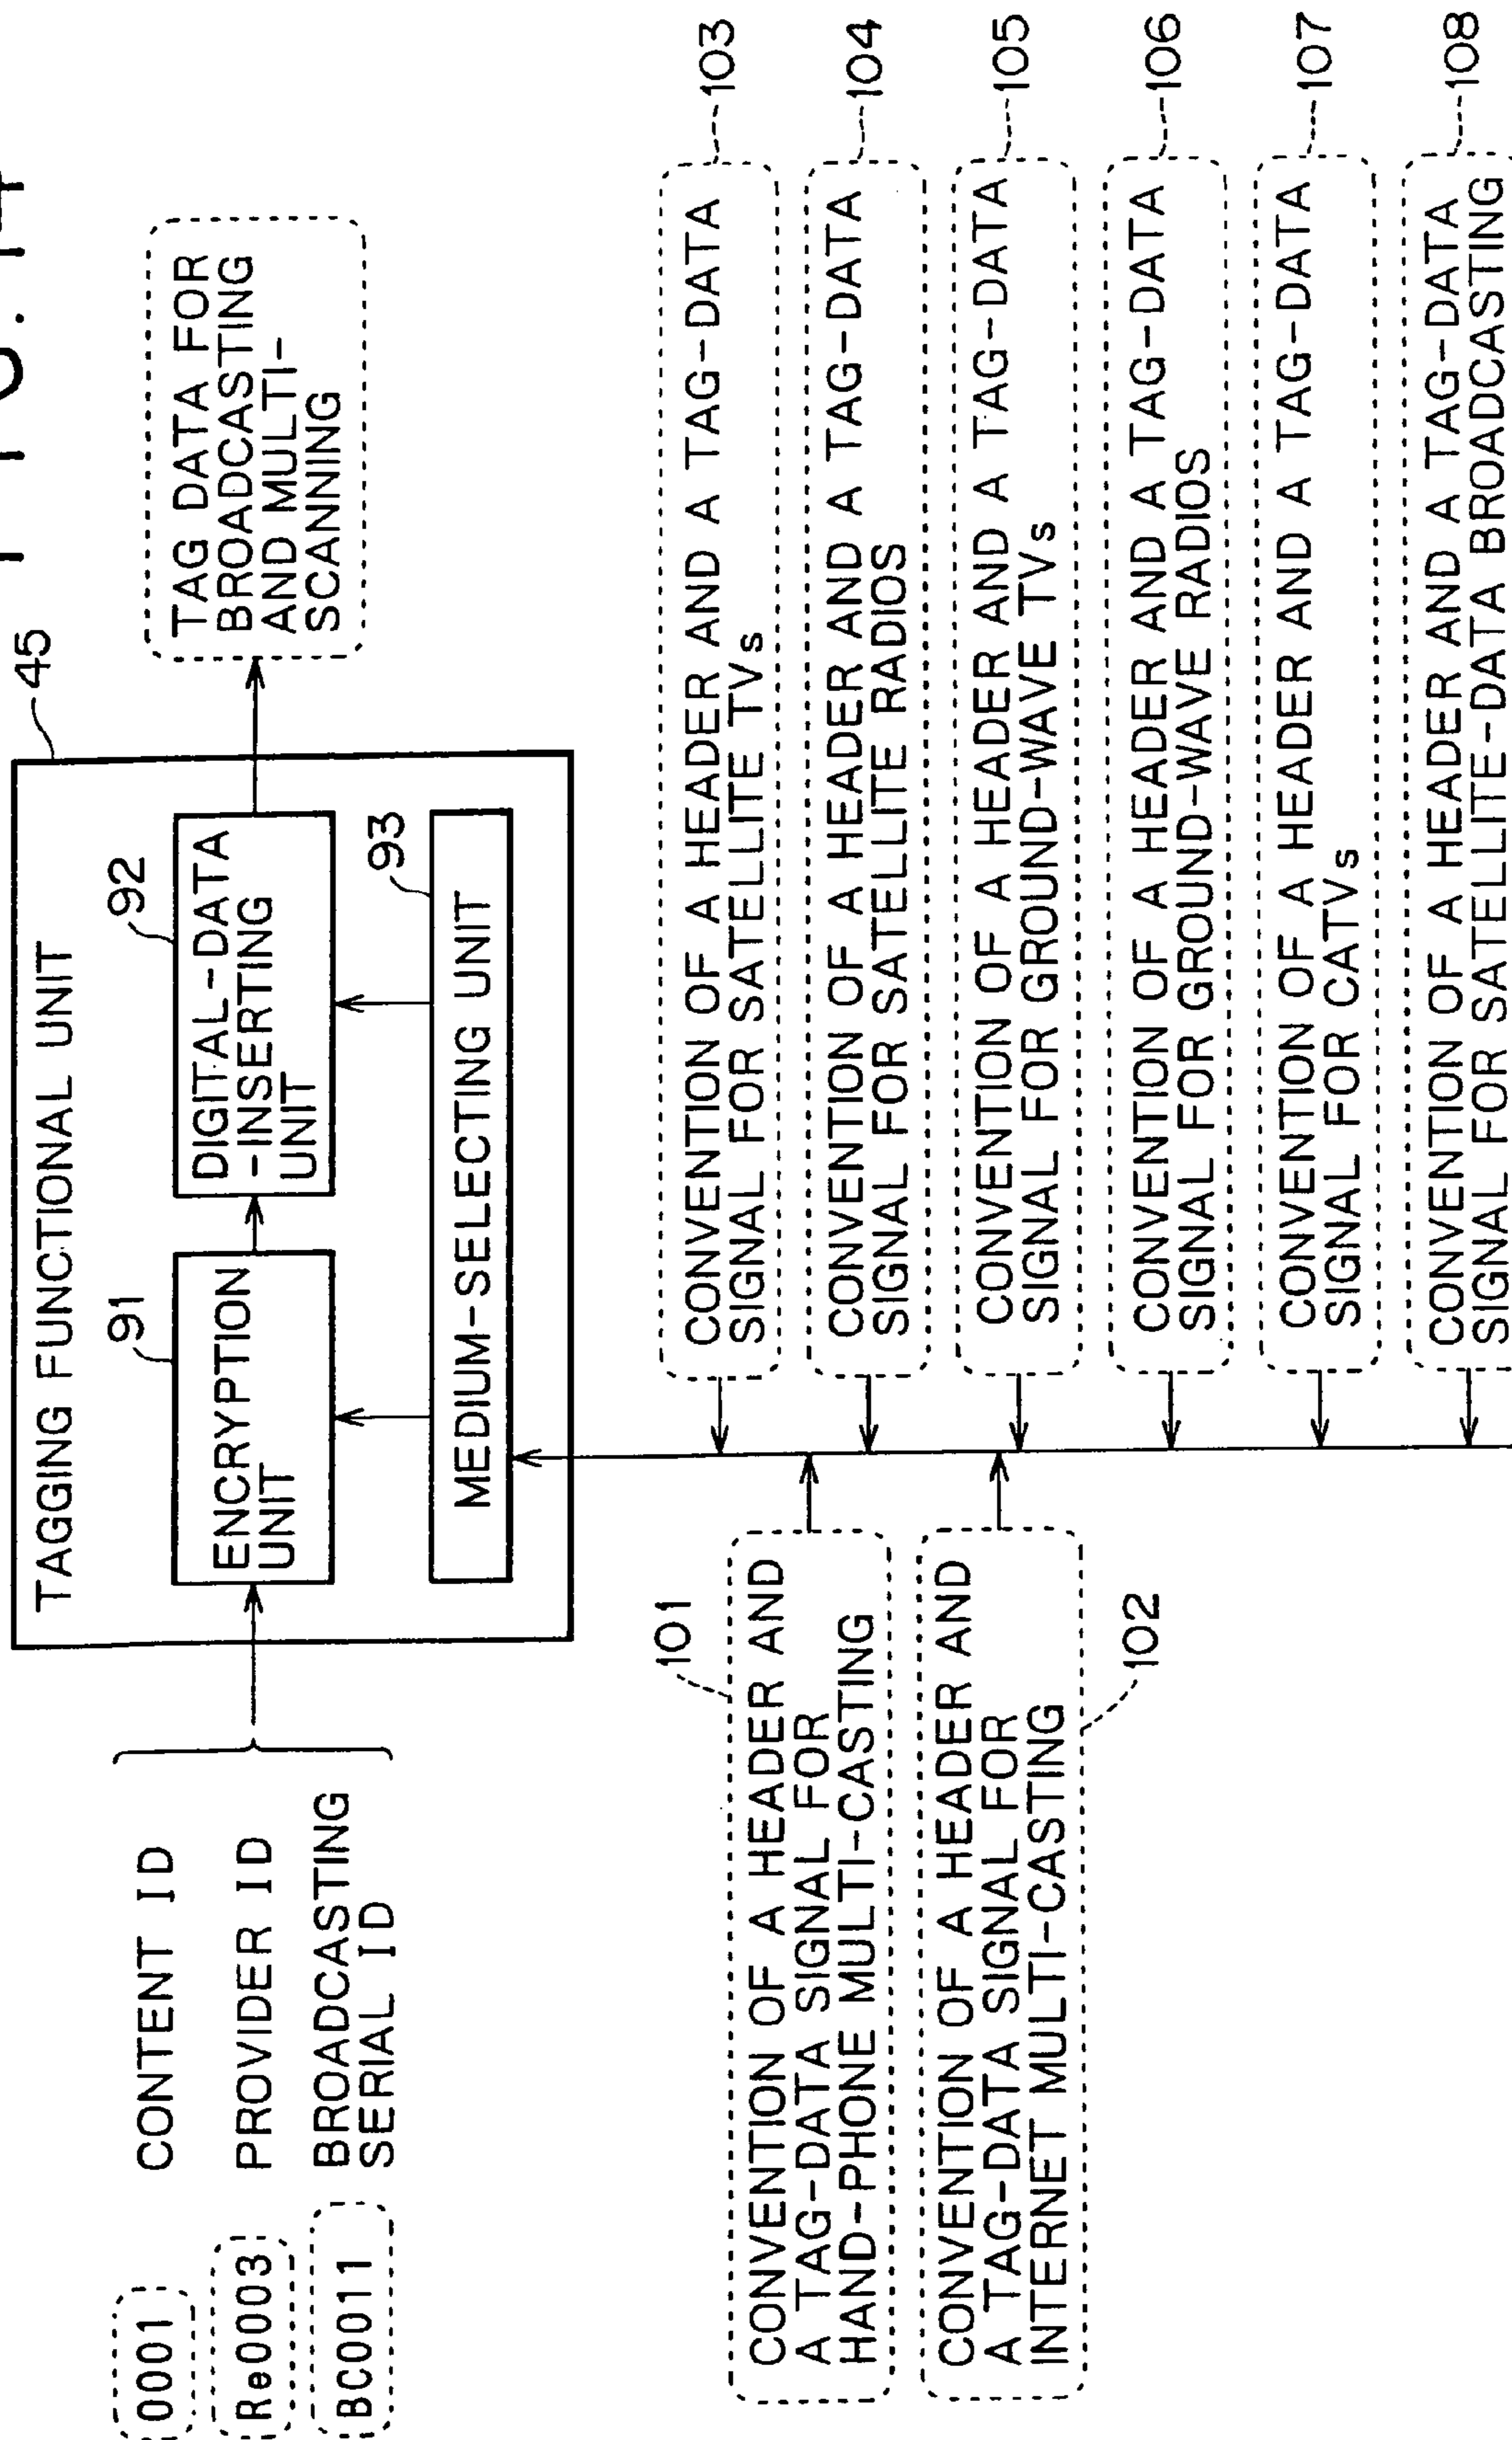 FIG. 14
45
TAGGING FUNCTIONAL UNIT
0001
CONTENT ID
Re0003
PROVIDER ID
BC0011
BROADCASTING
SERIAL ID
91
ENCRYPTION
UNIT
92
DIGITAL-DATA
-INSERTING
UNIT
93
MEDIUM-SELECTING UNIT
TAG DATA FOR
BROADCASTING
AND MULTI-
SCANNING
101
CONVENTION OF A HEADER AND
A TAG-DATA SIGNAL FOR
HAND-PHONE MULTI-CASTING
CONVENTION OF A HEADER AND
A TAG-DATA SIGNAL FOR
INTERNET MULTI-CASTING
102
CONVENTION OF A HEADER AND A TAG-DATA
SIGNAL FOR SATELLITE TVs
103
CONVENTION OF A HEADER AND A TAG-DATA
SIGNAL FOR SATELLITE RADIOS
104
CONVENTION OF A HEADER AND A TAG-DATA
SIGNAL FOR GROUND-WAVE TVs
105
CONVENTION OF A HEADER AND A TAG-DATA
SIGNAL FOR GROUND-WAVE RADIOS
106
CONVENTION OF A HEADER AND A TAG-DATA
SIGNAL FOR CATVs
107
CONVENTION OF A HEADER AND A TAG-DATA
SIGNAL FOR SATELLITE-DATA BROADCASTING
108